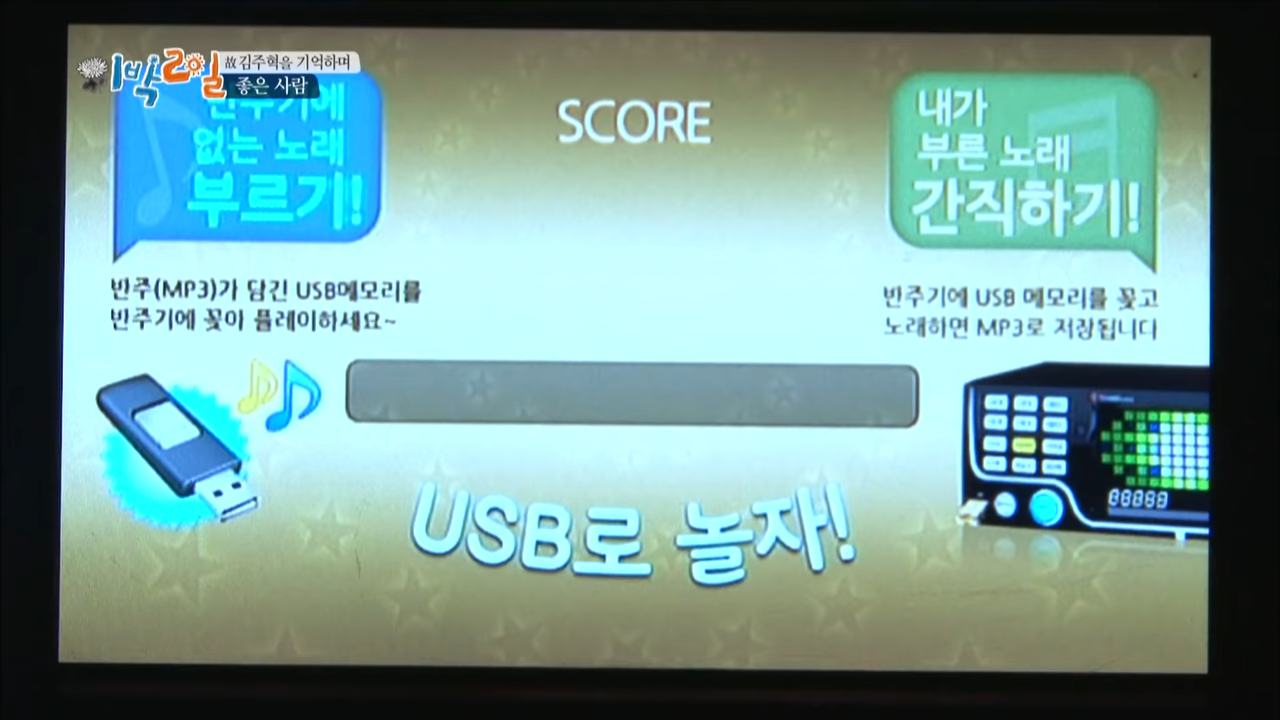 1박2일
故 김주혁을 기억하며
좋은 사람
반주기에
없는 노래
부르기!
SCORE
내가
부른 노래
간직하기!
반주(MP3)가 담긴 USB메모리를
반주기에 꽂아 플레이하세요~
반주기에 USB 메모리를 꽂고
노래하면 MP3로 저장됩니다
88888
USB로 놀자!